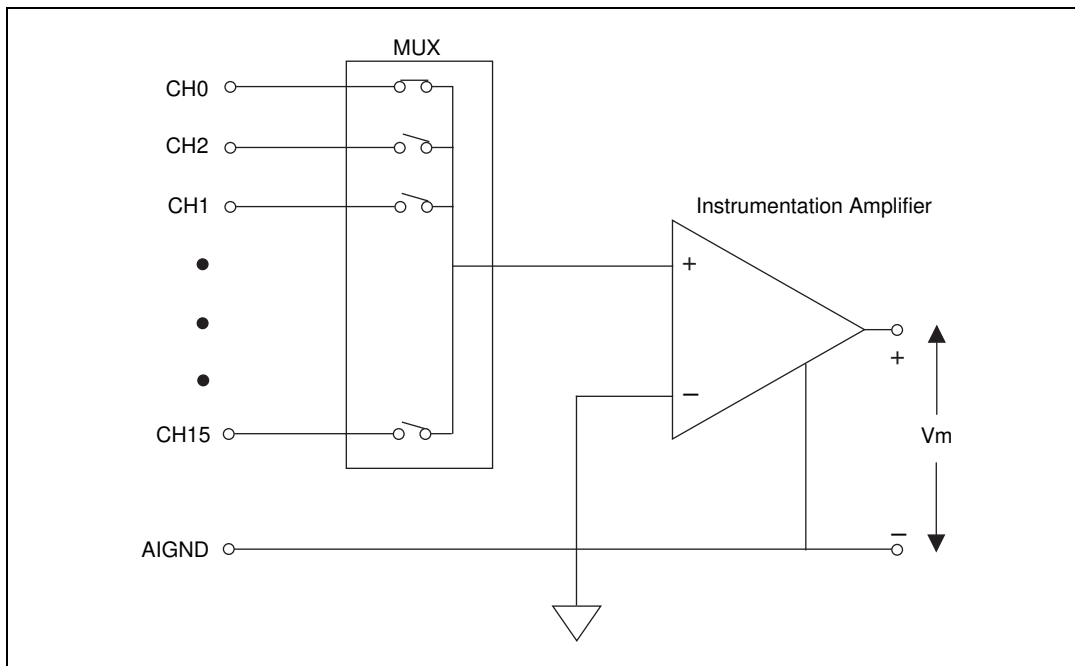 MUX
CH0
CH2
CH1
Instrumentation Amplifier
+
−
+
CH15
Vm
AIGND
−